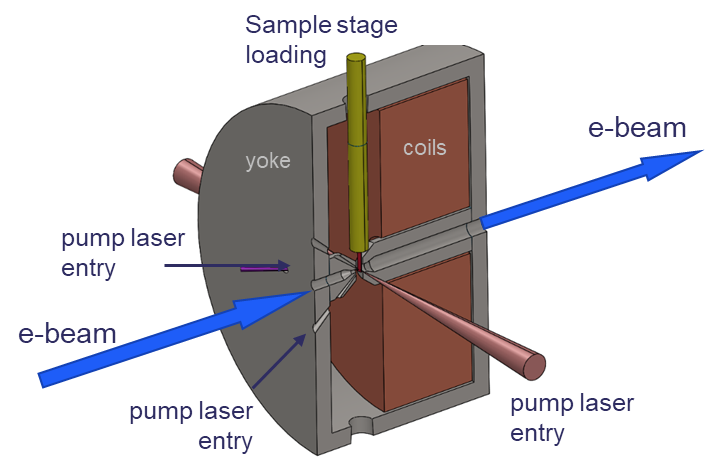 Sample stage
loading
e-beam
coils
yoke
pump laser
entry
e-beam
pump laser
entry
pump laser
entry